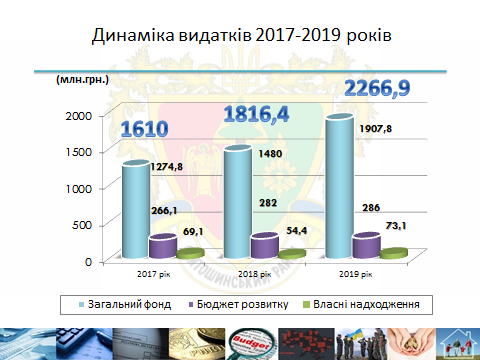 Динаміка видатків 2017-2019 років
(млн.грн.)
2266,9
1816,4
1610
2000
1500
1000
500
0
1274,8
266,1
69,1
1480
282
54,4
1907,8
286
73,1
2017 рік
2018 рік
2019 рік
Загальний фонд
Бюджет розвитку
Власні надходження
Budget